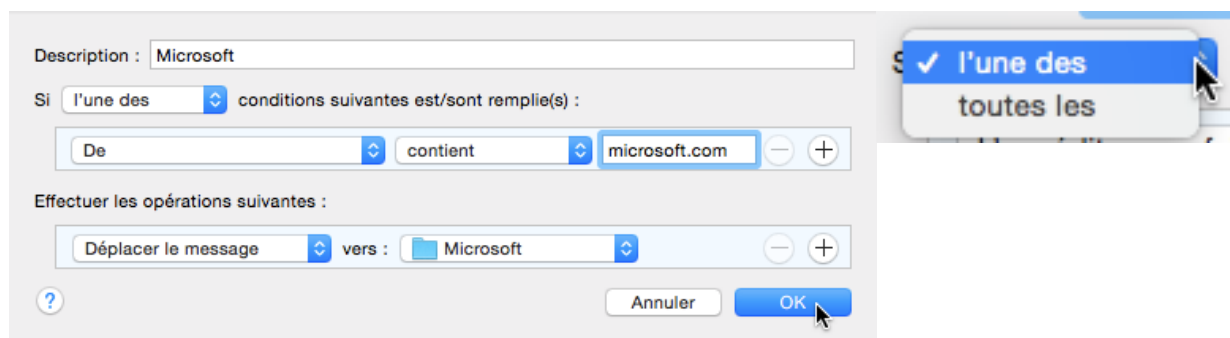 Description : Microsoft
Si l'une des conditions suivantes est/sont remplie(s) :
De contient microsoft.com
Effectuer les opérations suivantes :
Déplacer le message vers : Microsoft
? Annuler OK
✓ l'une des
toutes les